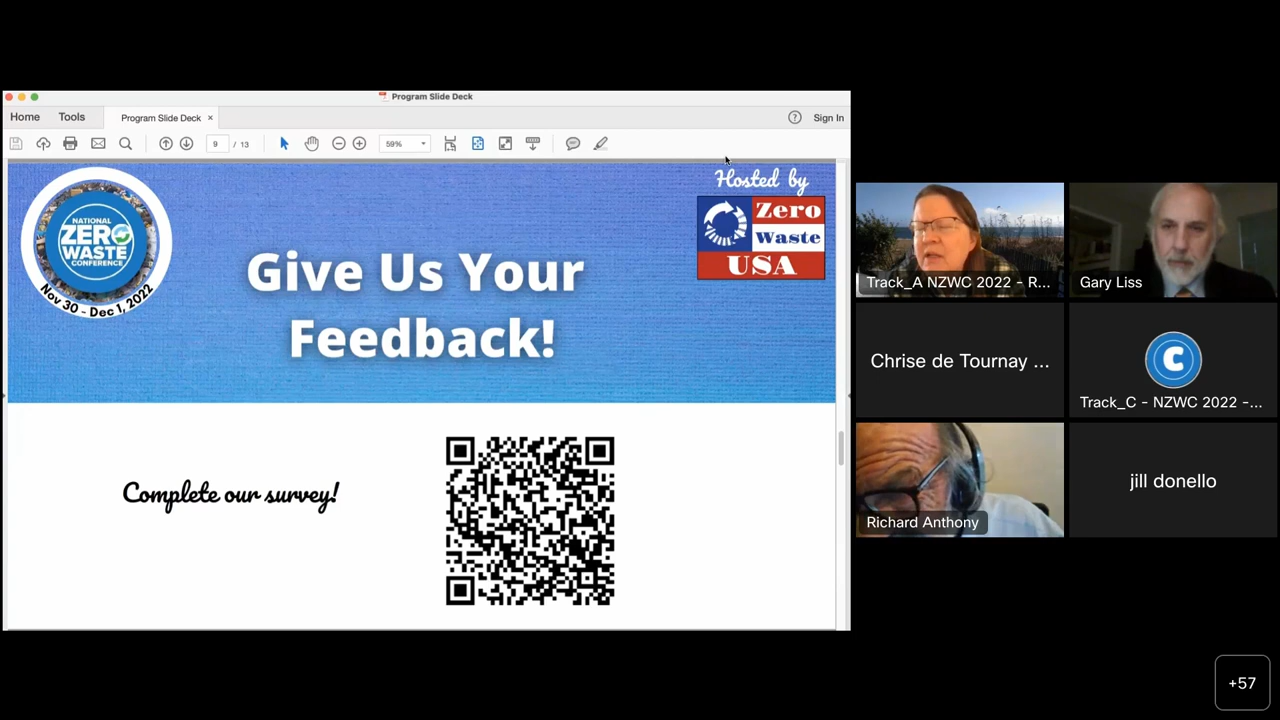 Program Slide Deck
Home
Tools
Program Slide Deck ×
? Sign In
9 / 13
59%
NATIONAL
ZERO
WASTE
CONFERENCE
Nov 30 - Dec 1, 2022
Give Us Your
Feedback!
Hosted by
Zero
Waste
USA
Complete our survey!
Track_A NZWC 2022 - R...
Gary Liss
Chrise de Tournay ...
C
Track_C - NZWC 2022 -...
Richard Anthony
jill donello
+57